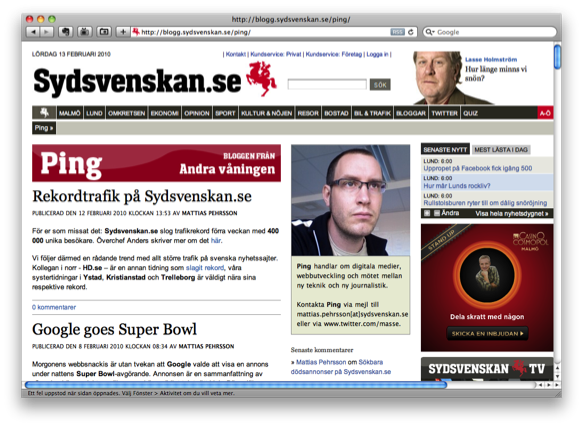 http://blogg.sydsvenskan.se/ping/
http://blogg.sydsvenskan.se/ping/
RSS
Google
LÖRDAG 13 FEBRUARI 2010
| Kontakt | Kundservice: Privat | Kundservice: Företag | Logga in |
Sydsvenskan.se
SÖK
Lasse Holmström
Hur länge minns vi
snön?
MALMÖ LUND OMKRETSEN EKONOMI OPINION SPORT KULTUR & NÖJEN RESOR BOSTAD BIL & TRAFIK BLOGGAR TWITTER QUIZ A-Ö
Ping »
Ping
BLOGGEN FRÅN
Andra våningen
Rekordtrafik på Sydsvenskan.se
PUBLICERAD DEN 12 FEBRUARI 2010 KLOCKAN 13:53 AV MATTIAS PEHRSSON
För er som missat det: Sydsvenskan.se slog trafikrekord förra veckan med 400
000 unika besökare. Överchef Anders skriver mer om det här.
Vi följer därmed en rådande trend med allt större trafik på svenska nyhetssajter.
Kollegan i norr - HD.se – är en annan tidning som slagit rekord, våra
systertidningar i Ystad, Kristianstad och Trelleborg är väldigt nära sina
respektive rekord.
0 kommentarer
Google goes Super Bowl
PUBLICERAD DEN 8 FEBRUARI 2010 KLOCKAN 08:34 AV MATTIAS PEHRSSON
Morgonens webbsnackis är utan tvekan att Google valde att visa en annons
under nattens Super Bowl-avgörande. Annonsen är en sammanfattning av
Ping handlar om digitala medier,
webbutveckling och mötet mellan
ny teknik och ny journalistik.
Kontakta Ping via mejl till
mattias.pehrsson[at]sydsvenskan.se
eller via www.twitter.com/masse.
Senaste kommentarer
» Mattias Pehrsson om Sökbara
dödsannonser på Sydsvenskan.se
SENASTE NYTT MEST LÄSTA I DAG
LUND: 6:00
Uppropet på Facebook fick igång 500
LUND: 6:00
Hur mår Lunds rockliv?
LUND: 6:00
Rullstolsburen ryter till om dålig snöröjning
Ändra Visa hela nyhetsdygnet »
STAND UP
CASINO
COSMOPOL
MALMÖ
Dela skratt med någon
SKICKA EN INBJUDAN
SYDSVENSKAN TV
Ett fel uppstod när sidan öppnades. Välj Fönster > Aktivitet om du vill veta mer.